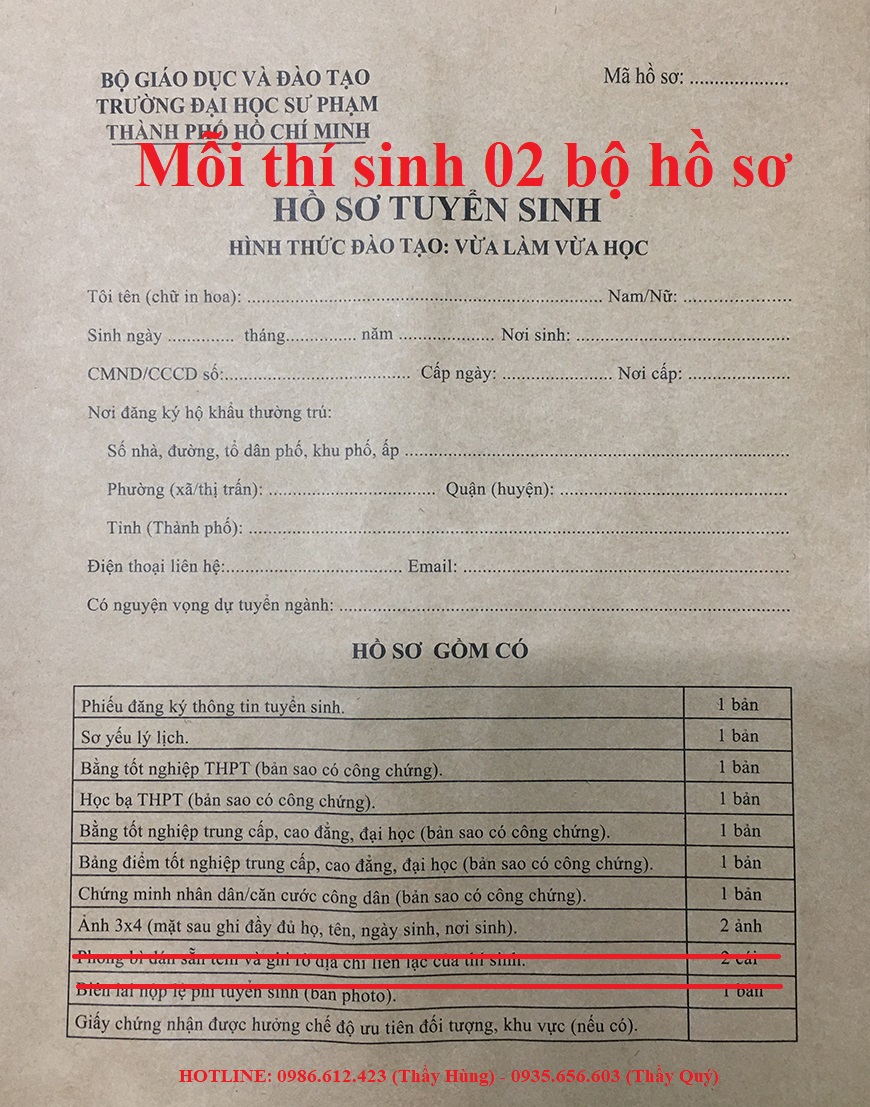 BỘ GIÁO DỤC VÀ ĐÀO TẠO
TRƯỜNG ĐẠI HỌC SƯ PHẠM
THÀNH PHỐ HỒ CHÍ MINH
Mã hồ sơ: ....................
Mỗi thí sinh 02 bộ hồ sơ
HỒ SƠ TUYỂN SINH
HÌNH THỨC ĐÀO TẠO: VỪA LÀM VỪA HỌC
Tôi tên (chữ in hoa): .................................................. Nam/Nữ: ....................
Sinh ngày ............. tháng............. năm .................. Nơi sinh: ........................................
CMND/CCCD số:.................................. Cấp ngày: .................... Nơi cấp: ...................
Nơi đăng ký hộ khẩu thường trú:
Số nhà, đường, tổ dân phố, khu phố, ấp ..................................................
Phường (xã/thị trấn): .............................. Quận (huyện): ........................................
Tỉnh (Thành phố): ............................................................
Điện thoại liên hệ:................................ Email: ..................................................
Có nguyện vọng dự tuyển ngành: ............................................................
HỒ SƠ GỒM CÓ
Phiếu đăng ký thông tin tuyển sinh. 1 bản
Sơ yếu lý lịch. 1 bản
Bằng tốt nghiệp THPT (bản sao có công chứng). 1 bản
Học bạ THPT (bản sao có công chứng). 1 bản
Bằng tốt nghiệp trung cấp, cao đẳng, đại học (bản sao có công chứng). 1 bản
Bảng điểm tốt nghiệp trung cấp, cao đẳng, đại học (bản sao có công chứng). 1 bản
Chứng minh nhân dân/căn cước công dân (bản sao có công chứng). 1 bản
Ảnh 3x4 (mặt sau ghi đầy đủ họ, tên, ngày sinh, nơi sinh). 2 ảnh
Phong bì dán sẵn tem và ghi rõ địa chỉ liên lạc của thí sinh. 2 cái
Biên lai nộp lệ phí tuyển sinh (bản photo). 1 bản
Giấy chứng nhận được hưởng chế độ ưu tiên đối tượng, khu vực (nếu có).
HOTLINE: 0986.612.423 (Thầy Hùng) - 0935.656.603 (Thầy Quý)